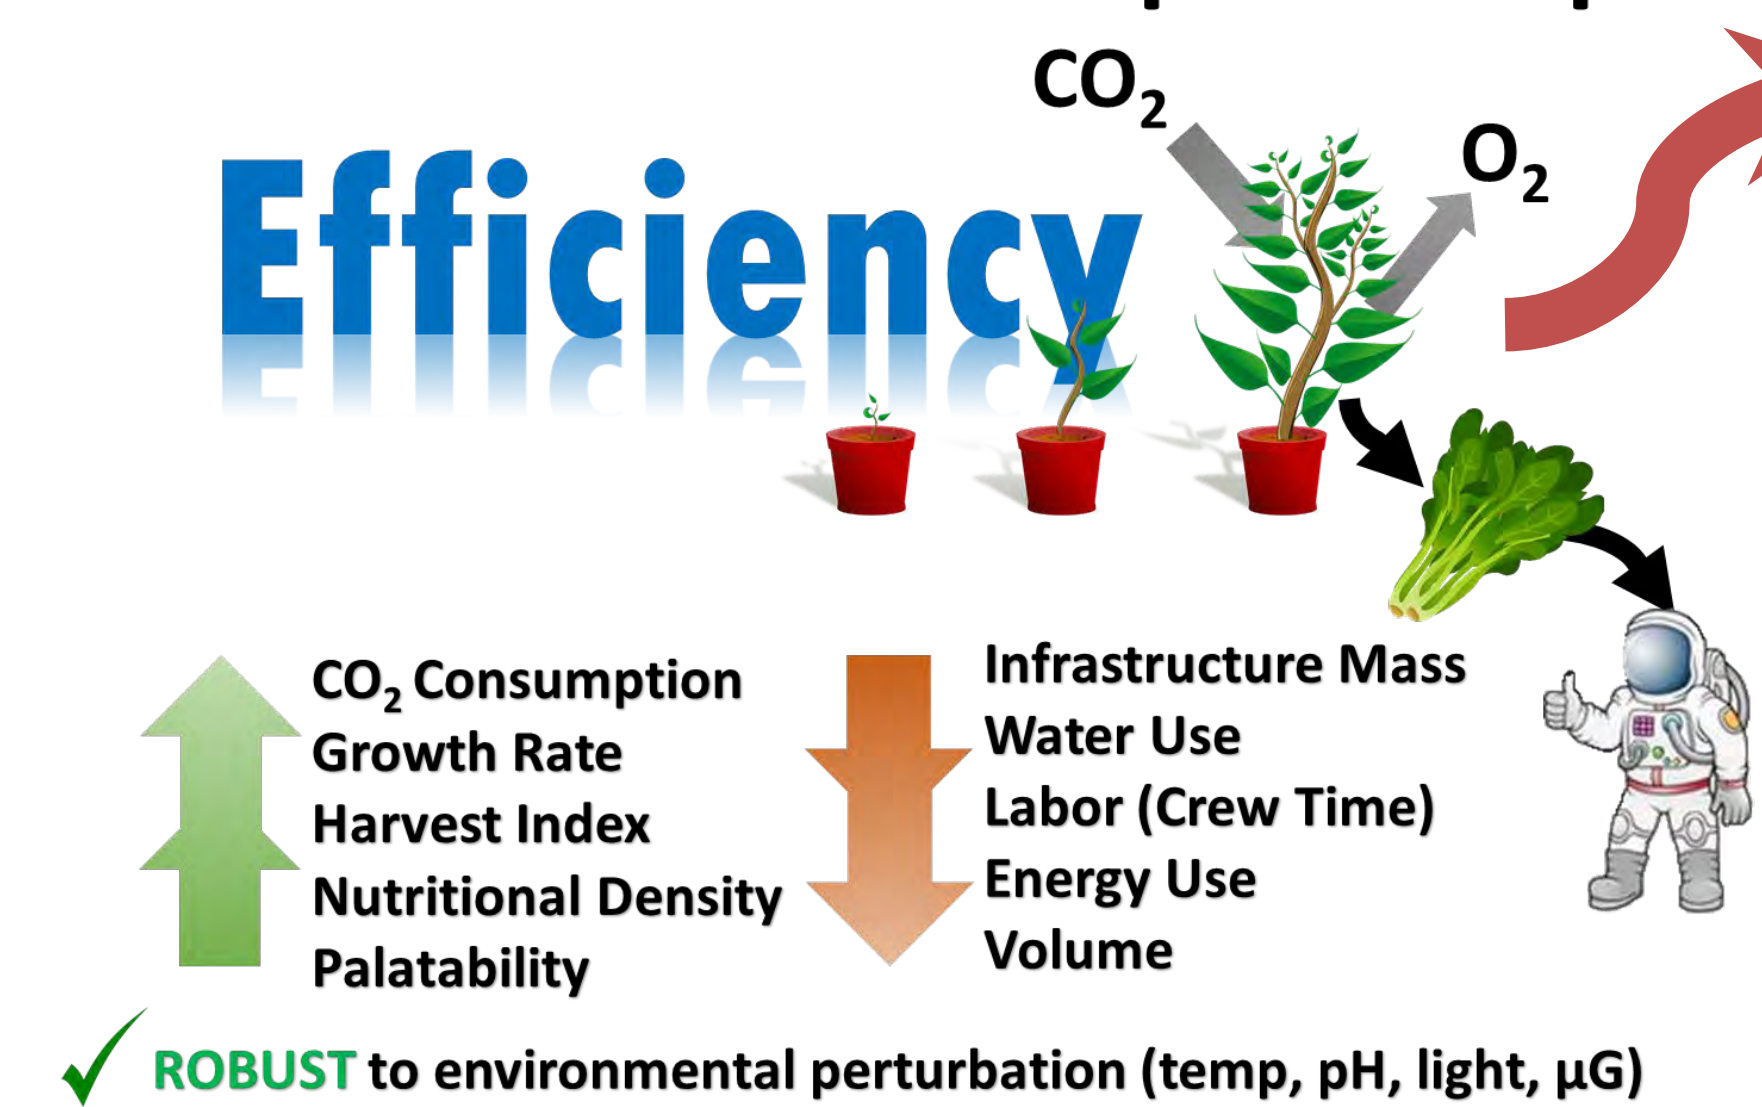 CO₂
O₂
Efficiency
CO₂ Consumption
Growth Rate
Harvest Index
Nutritional Density
Palatability
Infrastructure Mass
Water Use
Labor (Crew Time)
Energy Use
Volume
ROBUST to environmental perturbation (temp, pH, light, µG)